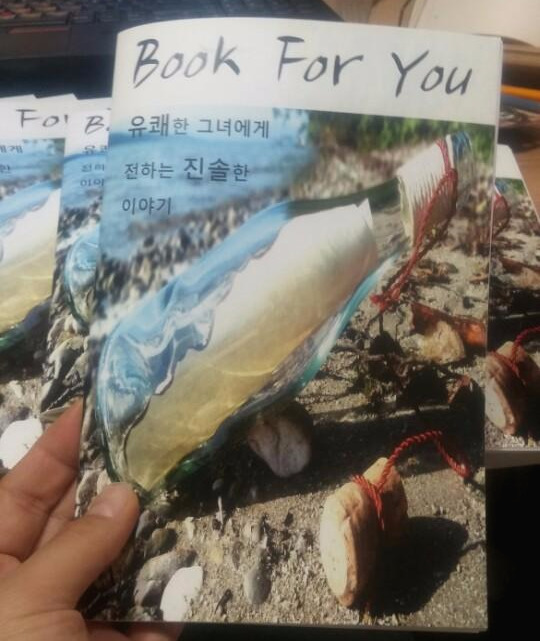 Book For You
유쾌한 그녀에게
전하는 진솔한
이야기